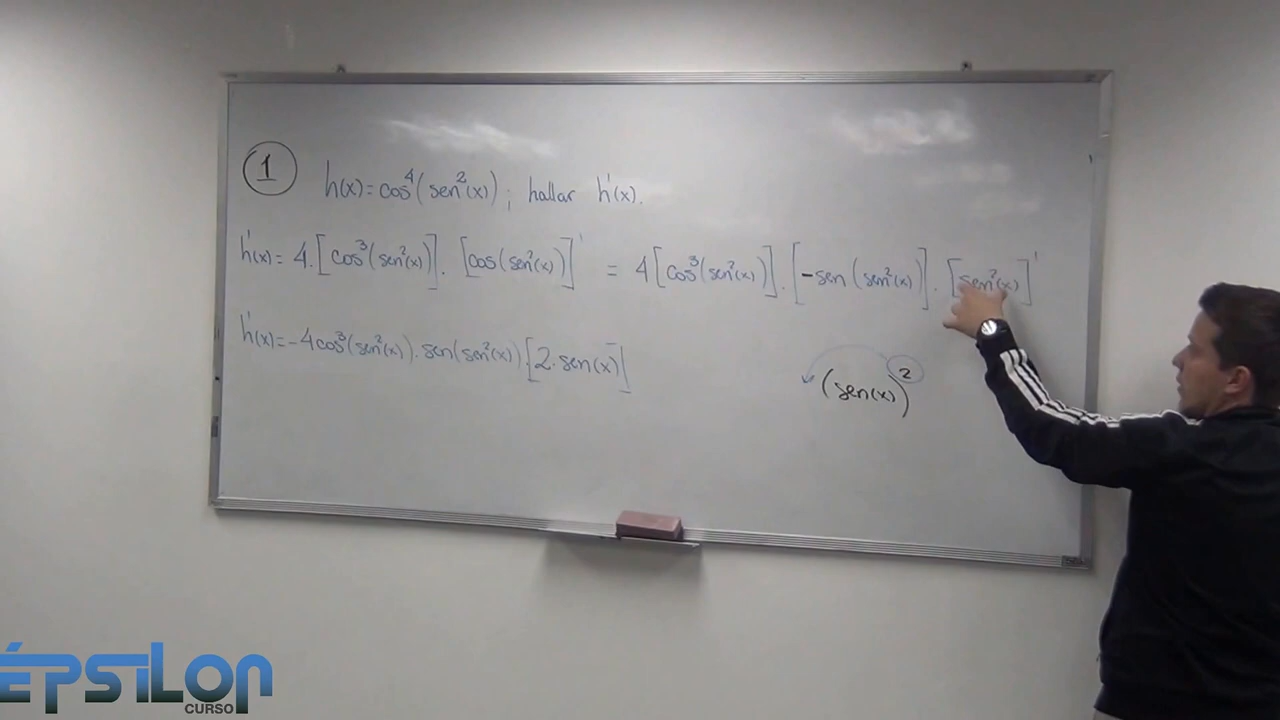 1 h(x) = cos⁴(sen²(x)); hallar h'(x).
h'(x) = 4.[cos³(sen²(x))].[cos(sen²(x))]' = 4[cos³(sen²(x))].[-sen(sen²(x))].[sen²(x)]'
h'(x) = -4cos³(sen²(x)).sen(sen²(x))[2.sen(x)]
(sen(x))²
ÉPSILON
CURSO